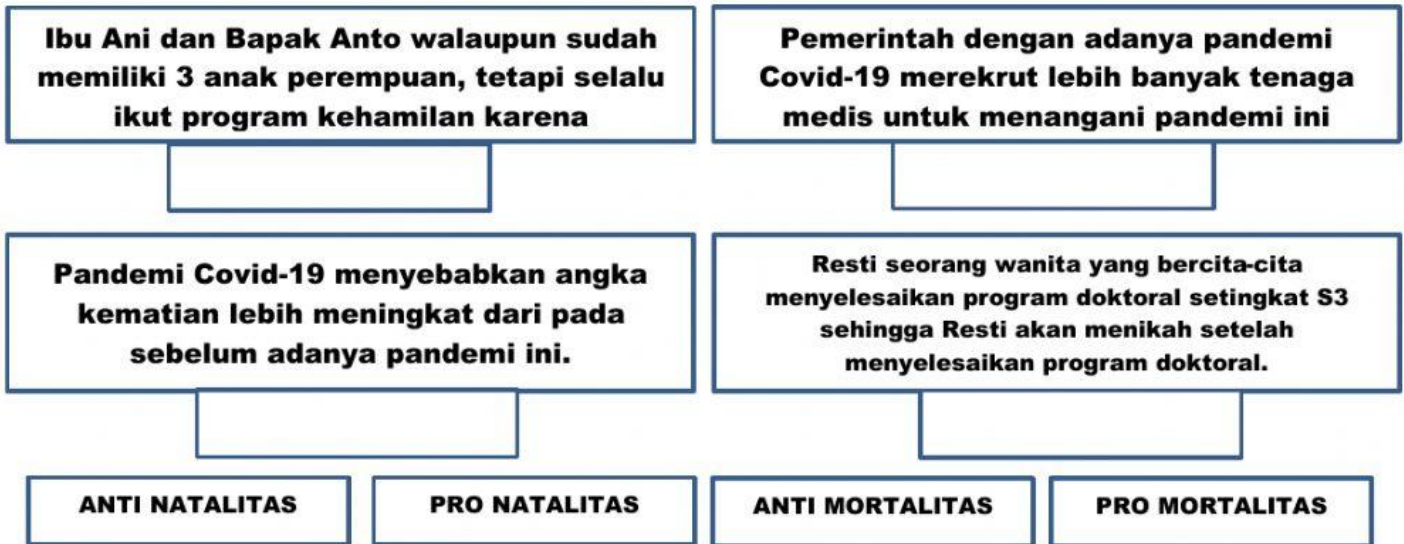 Ibu Ani dan Bapak Anto walaupun sudah
memiliki 3 anak perempuan, tetapi selalu
ikut program kehamilan karena
Pemerintah dengan adanya pandemi
Covid-19 merekrut lebih banyak tenaga
medis untuk menangani pandemi ini
Pandemi Covid-19 menyebabkan angka
kematian lebih meningkat dari pada
sebelum adanya pandemi ini.
Resti seorang wanita yang bercita-cita
menyelesaikan program doktoral setingkat S3
sehingga Resti akan menikah setelah
menyelesaikan program doktoral.
ANTI NATALITAS
PRO NATALITAS
ANTI MORTALITAS
PRO MORTALITAS